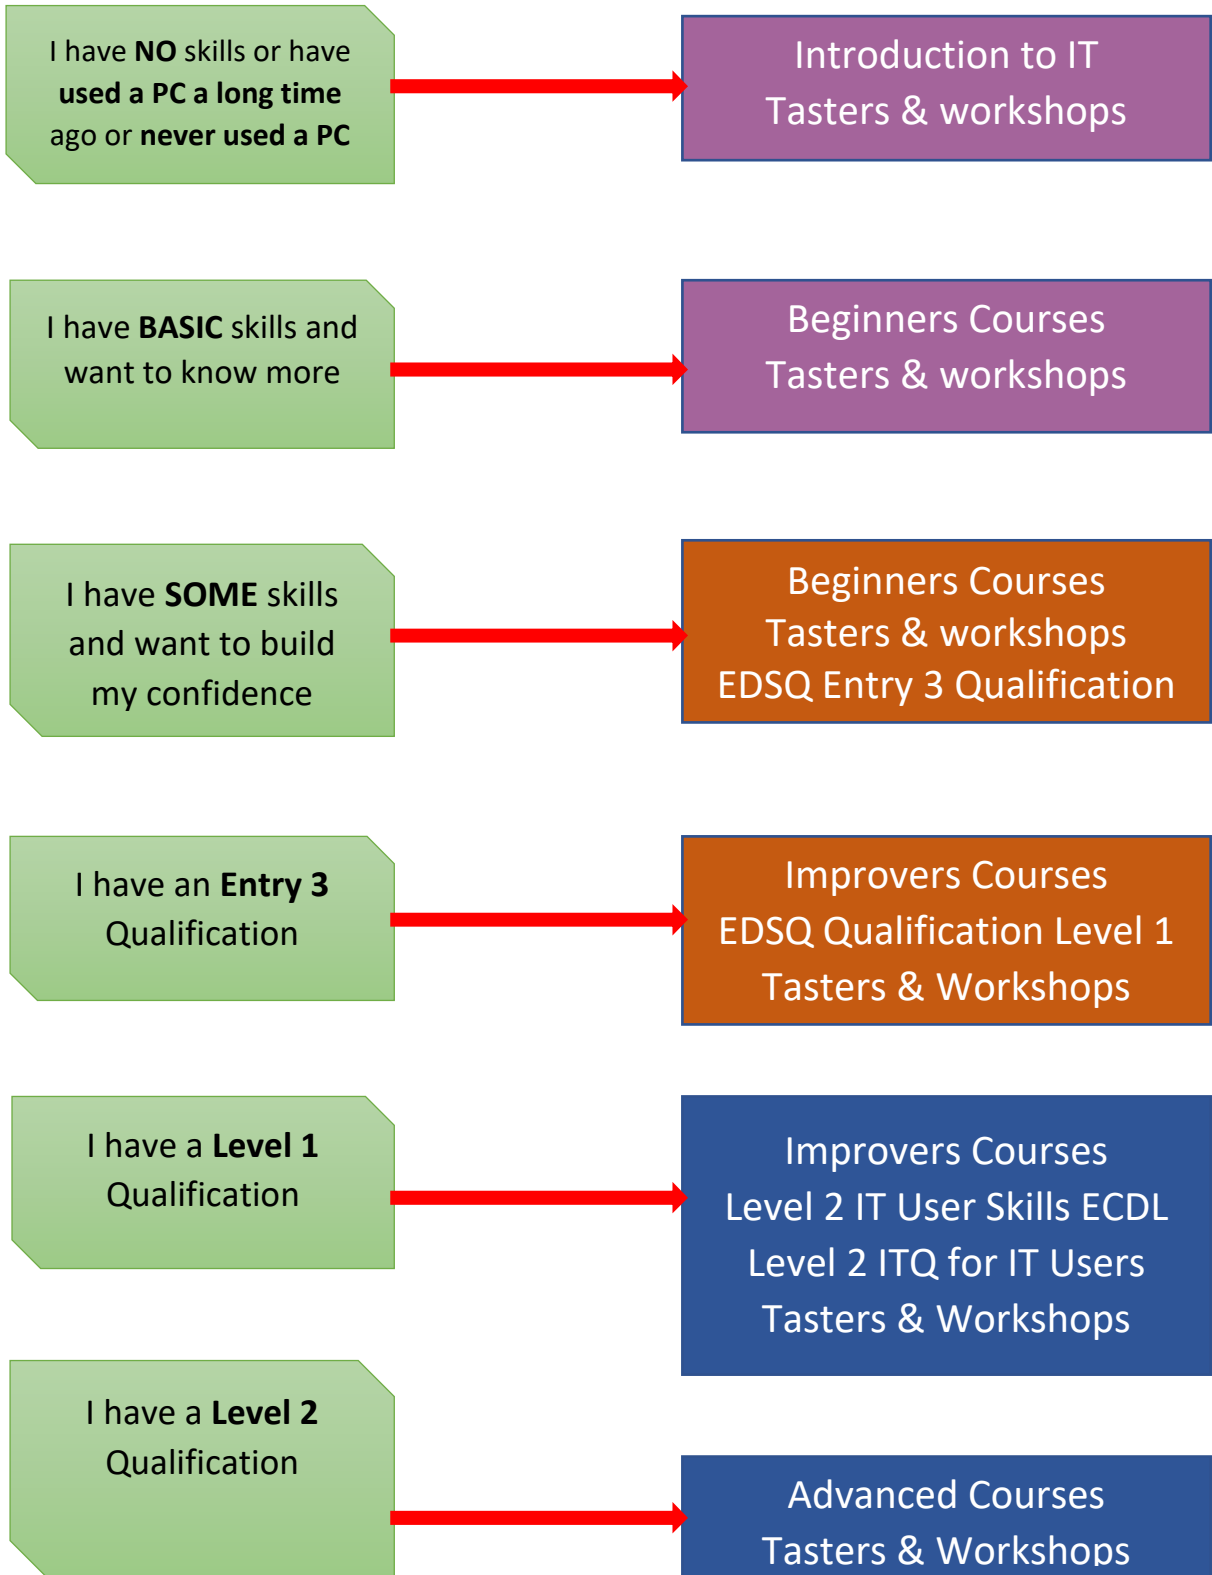 I have NO skills or have
used a PC a long time
ago or never used a PC
Introduction to IT
Tasters & workshops
I have BASIC skills and
want to know more
Beginners Courses
Tasters & workshops
I have SOME skills
and want to build
my confidence
Beginners Courses
Tasters & workshops
EDSQ Entry 3 Qualification
I have an Entry 3
Qualification
Improvers Courses
EDSQ Qualification Level 1
Tasters & Workshops
I have a Level 1
Qualification
Improvers Courses
Level 2 IT User Skills ECDL
Level 2 ITQ for IT Users
Tasters & Workshops
I have a Level 2
Qualification
Advanced Courses
Tasters & Workshops